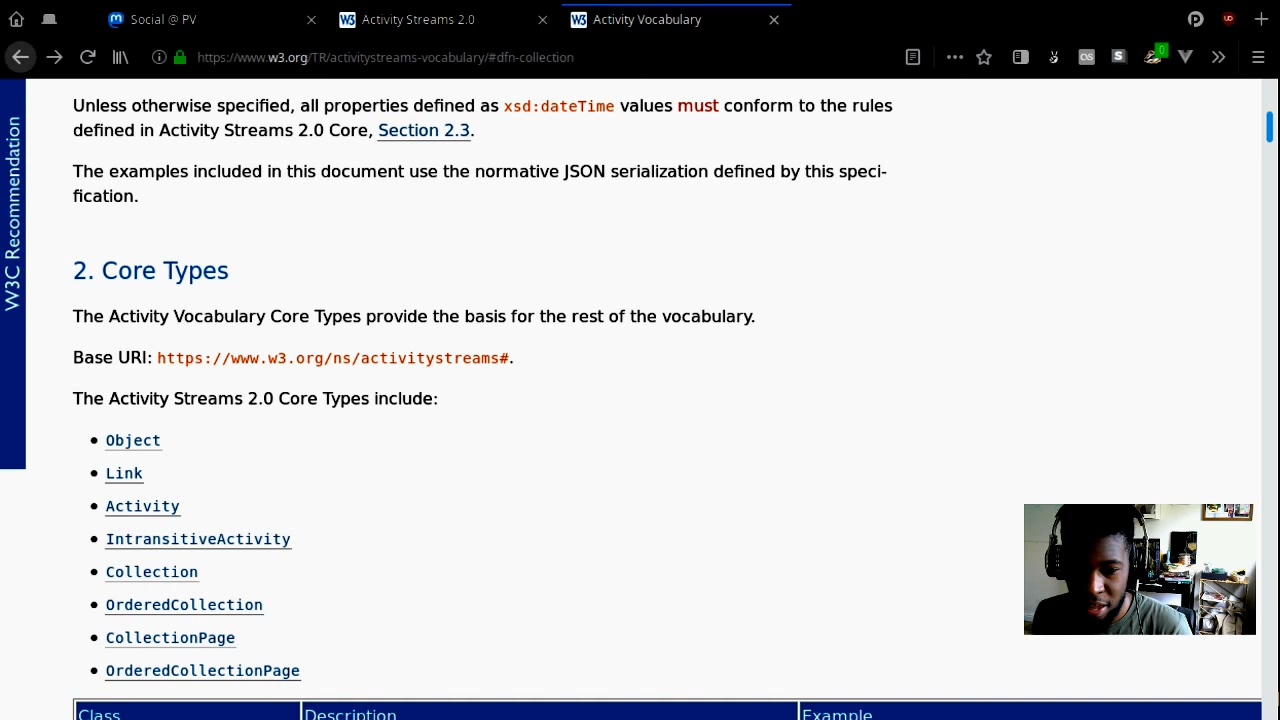 Social @ PV
Activity Streams 2.0
Activity Vocabulary
https://www.w3.org/TR/activitystreams-vocabulary/#dfn-collection
0
W3C Recommendation
Unless otherwise specified, all properties defined as xsd:dateTime values must conform to the rules
defined in Activity Streams 2.0 Core, Section 2.3.
The examples included in this document use the normative JSON serialization defined by this speci-
fication.
2. Core Types
The Activity Vocabulary Core Types provide the basis for the rest of the vocabulary.
Base URI: https://www.w3.org/ns/activitystreams#.
The Activity Streams 2.0 Core Types include:
• Object
• Link
• Activity
• IntransitiveActivity
• Collection
• OrderedCollection
• CollectionPage
• OrderedCollectionPage
Class
Description
Example